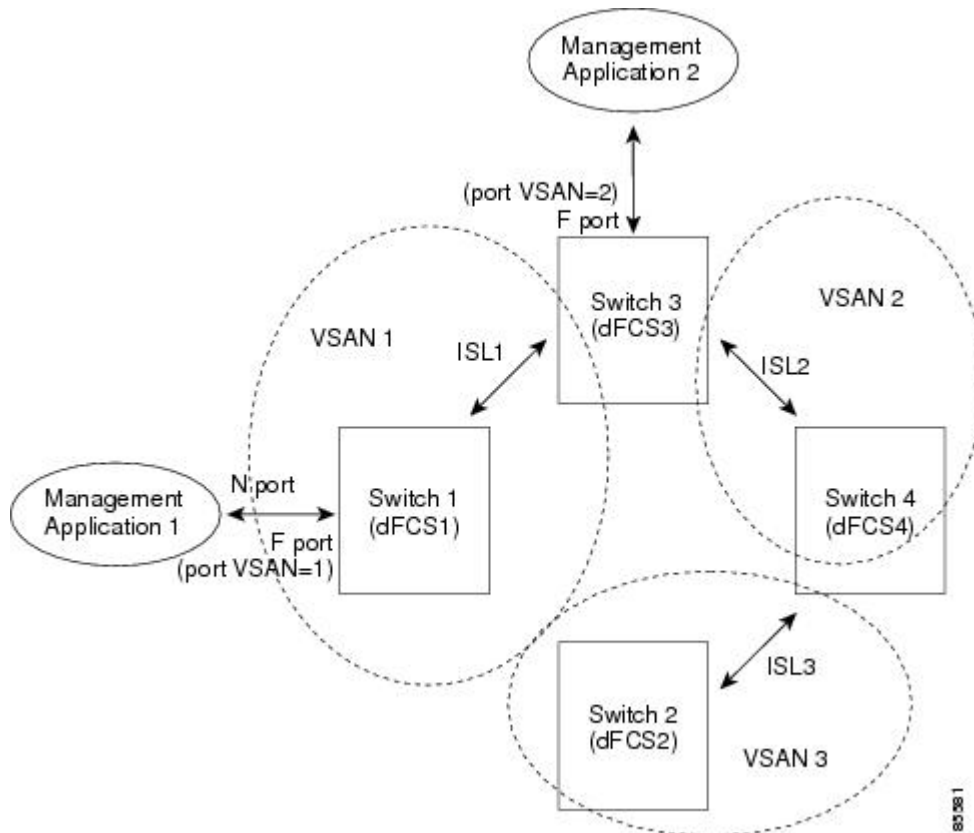 Management
Application 2
(port VSAN=2)
F port
Switch 3
(dFCS3)
VSAN 2
VSAN 1
ISL1
ISL2
Management
Application 1
N port
F port
(port VSAN=1)
Switch 1
(dFCS1)
Switch 4
(dFCS4)
ISL3
Switch 2
(dFCS2)
VSAN 3
85581